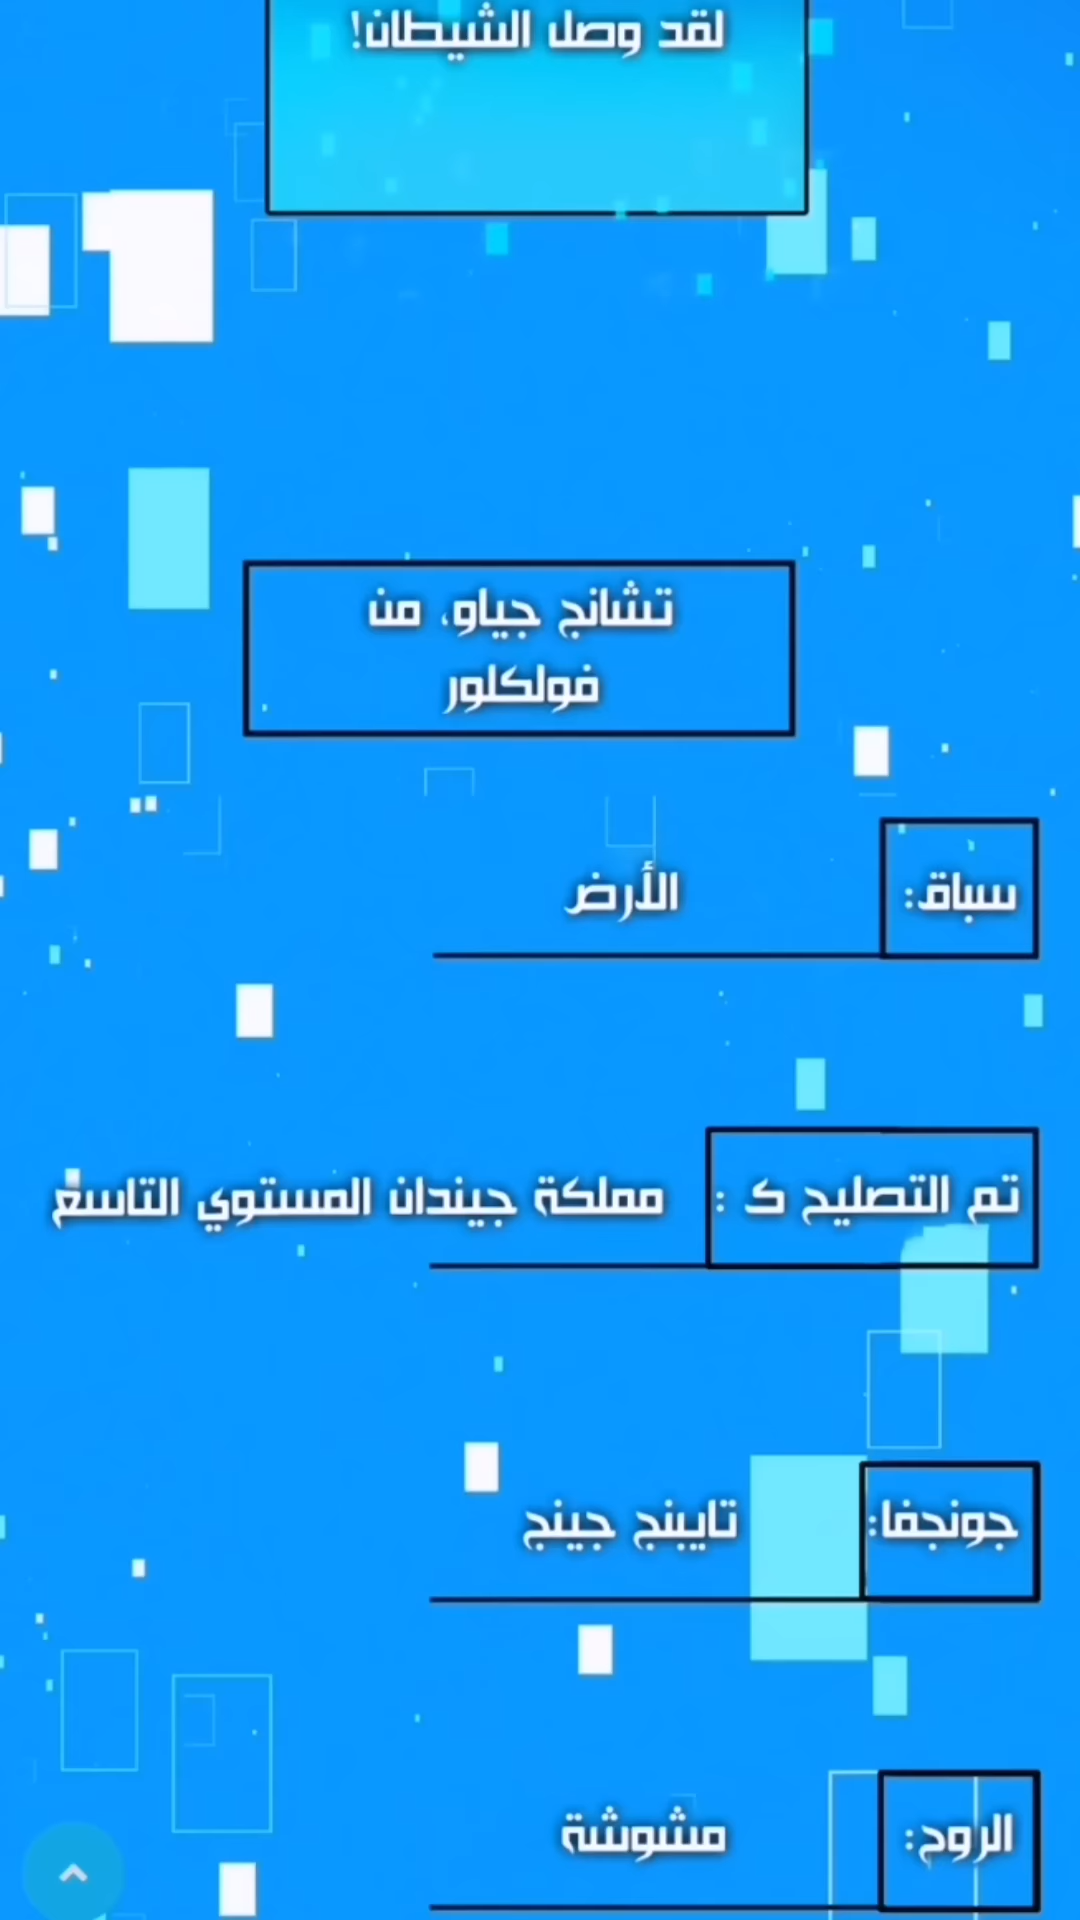 لقد وصل الشيطان!
تشانج جياو، من
فولكلور
سباق: الأرض
تم التصليح ك : مملكة جيندان المستوي التاسع
جونجفا: تايبنج جينج
الروح: مشوشة